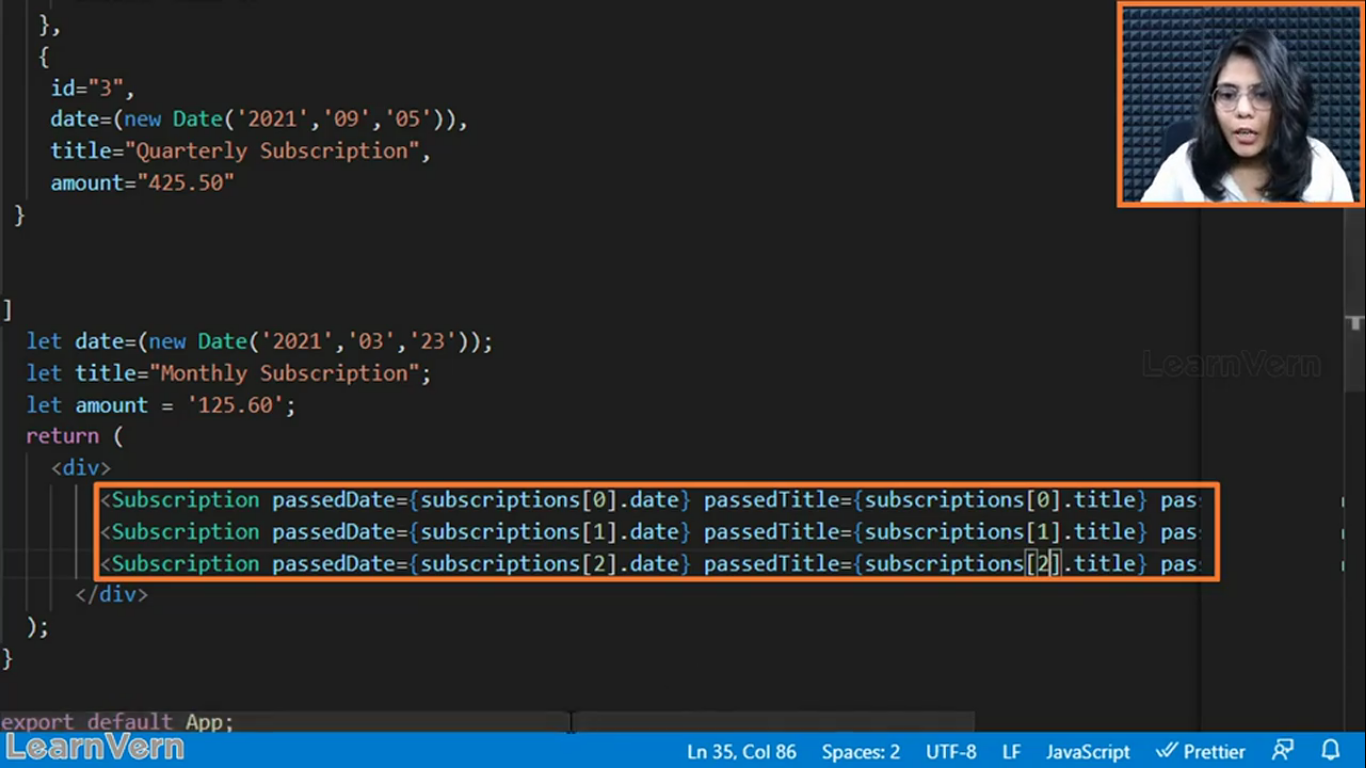 },
{
id="3",
date=(new Date('2021','09','05')),
title="Quarterly Subscription",
amount="425.50"
}
]
let date=(new Date('2021','03','23'));
let title="Monthly Subscription";
let amount = '125.60';
return (
<div>
<Subscription passedDate={subscriptions[0].date} passedTitle={subscriptions[0].title} pas
<Subscription passedDate={subscriptions[1].date} passedTitle={subscriptions[1].title} pas
<Subscription passedDate={subscriptions[2].date} passedTitle={subscriptions[2].title} pas
</div>
);
}
export default App;
LearnVern
LearnVern
Ln 35, Col 86 Spaces: 2 UTF-8 LF JavaScript Prettier